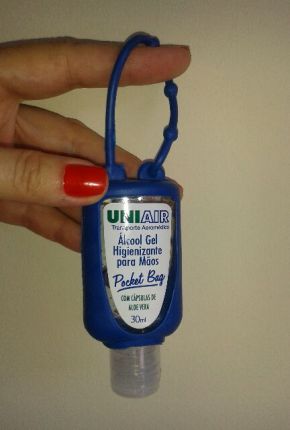 UNIAIR
Transporte Aeromédico
Álcool Gel
Higienizante
para Mãos
Pocket Bag
COM CÁPSULAS DE
ALOE VERA
30ml